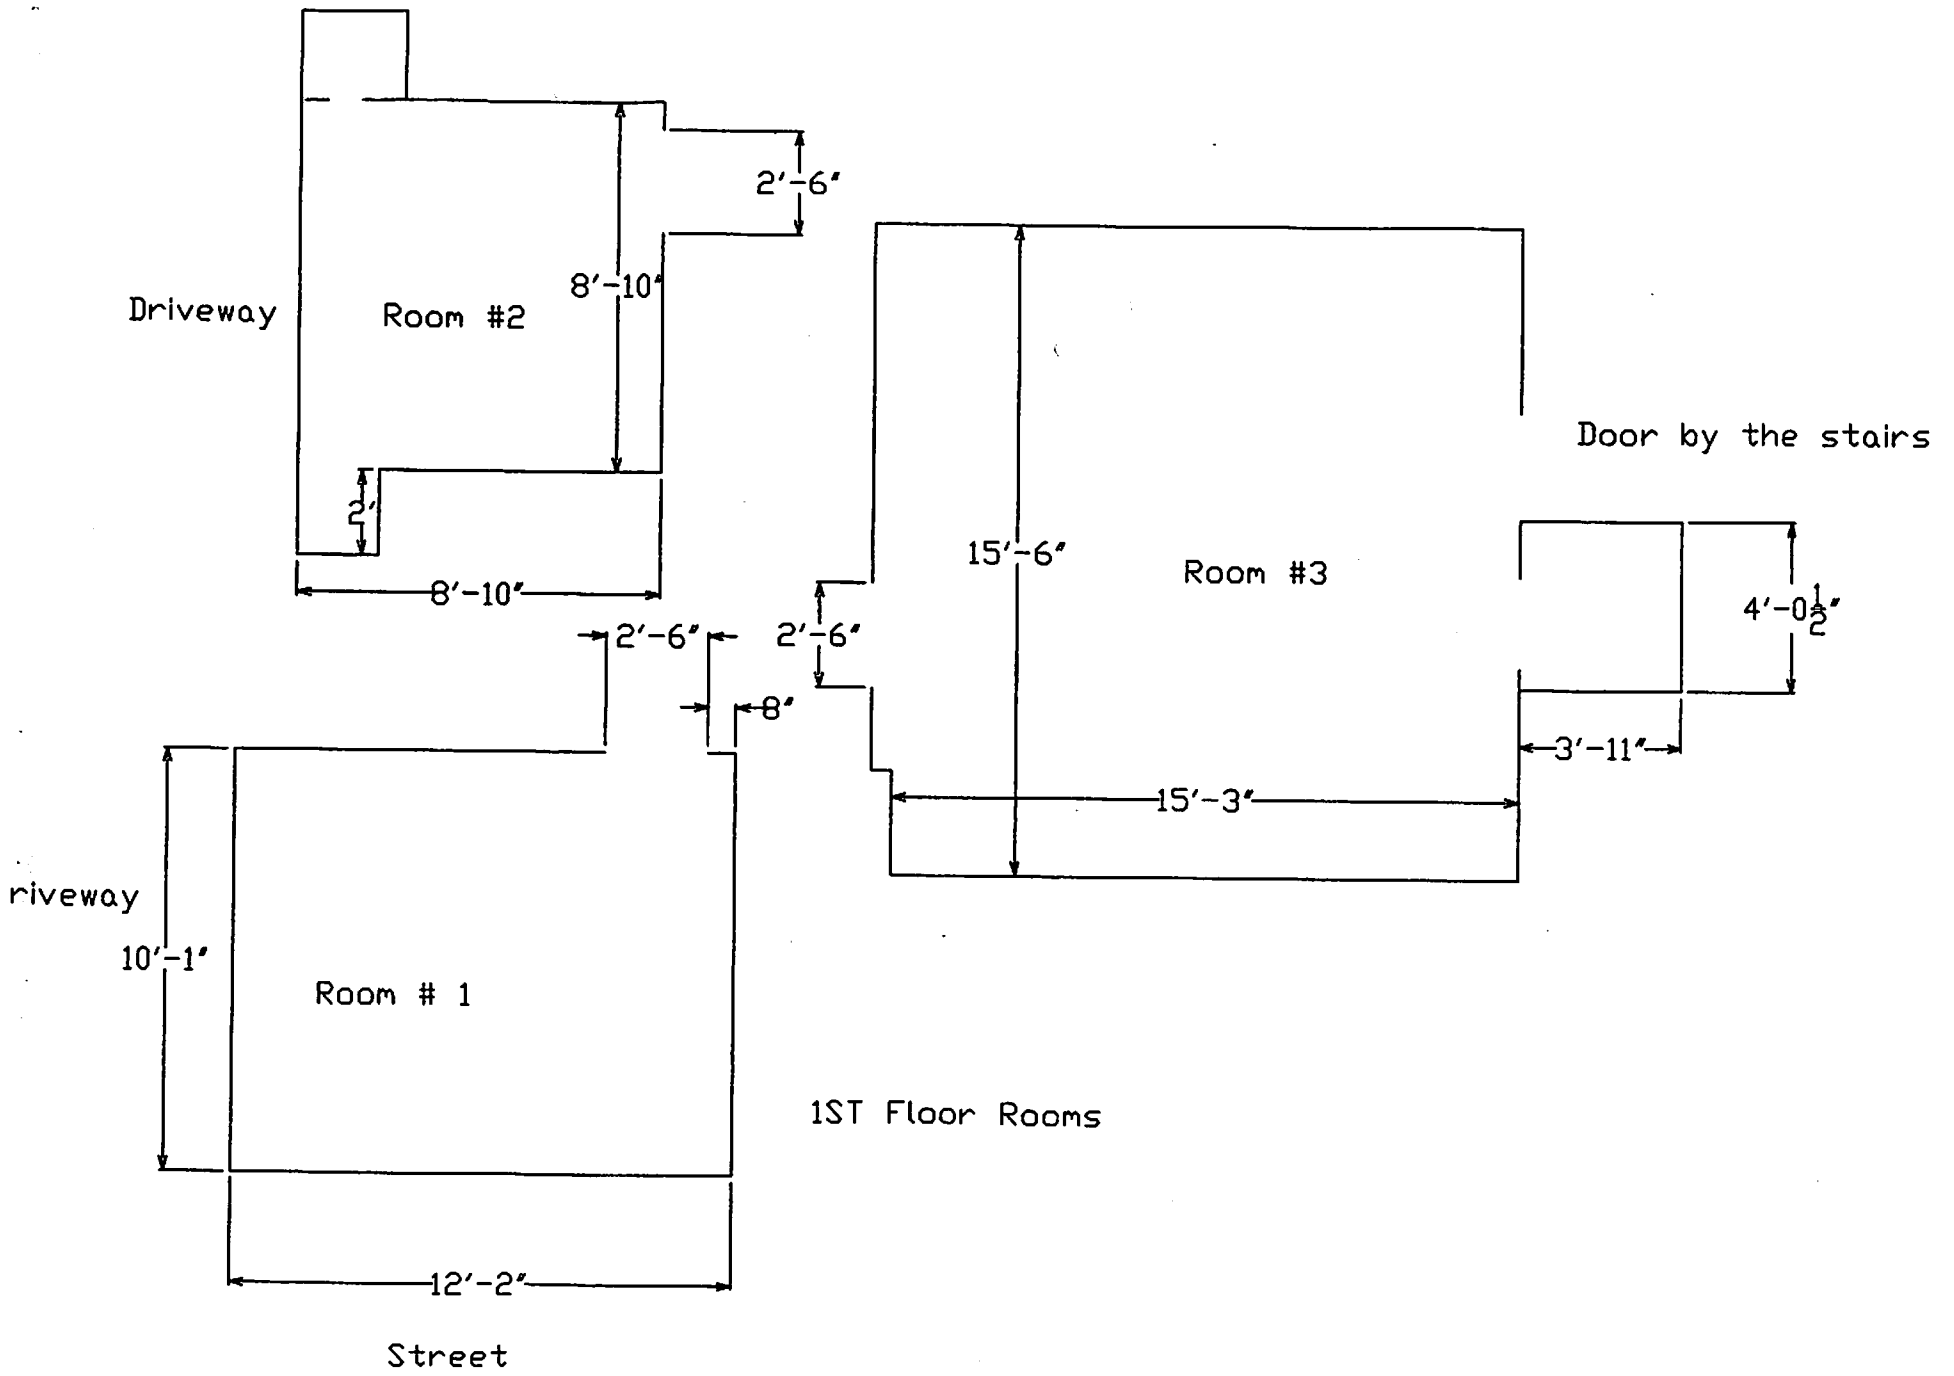 2'-6"
8'-10"
Driveway
Room #2
Door by the stairs
2'
15'-6"
Room #3
8'-10"
4'-0 1/2"
2'-6"
2'-6"
8"
3'-11"
15'-3"
riveway
10'-1"
Room # 1
1ST Floor Rooms
12'-2"
Street